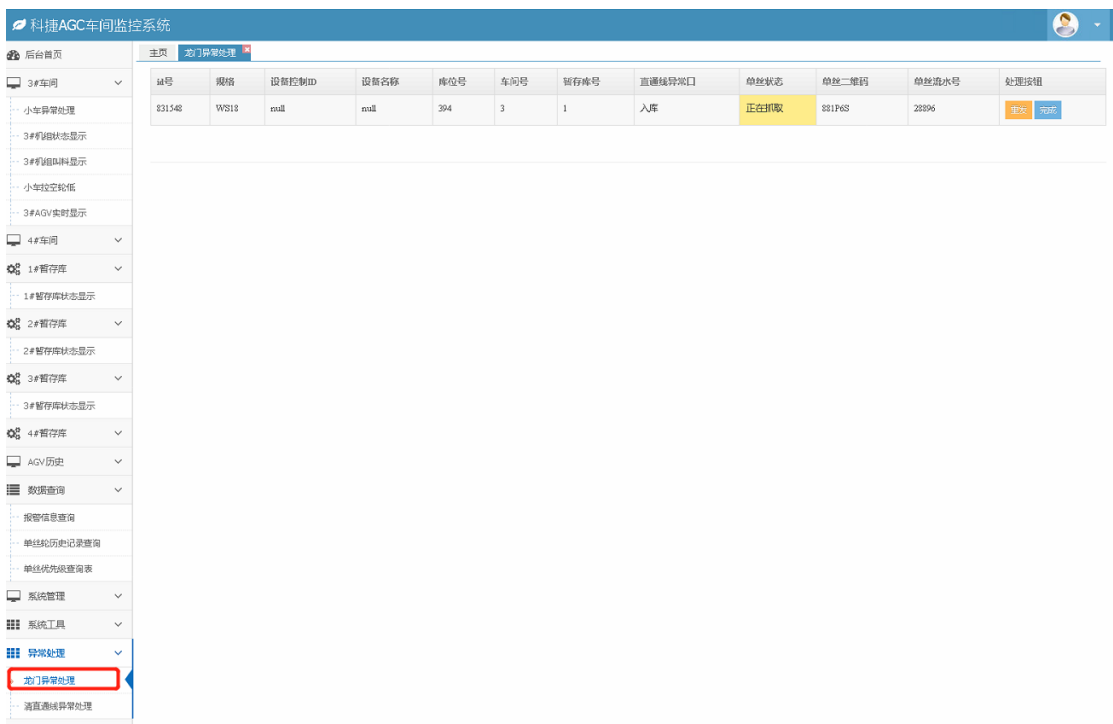 科捷AGC车间监控系统
后台首页
主页 龙门异常处理
3#车间
id号 规格 设备控制ID 设备名称 库位号 车间号 暂存库号 直通线异常口 单丝状态 单丝二维码 单丝流水号 处理按钮
831548 WS18 null null 394 3 1 入库 正在抓取 881P6S 28896 重发 完成
小车异常处理
3#机组状态显示
3#机组叫料显示
小车拉空轮低
3#AGV实时显示
4#车间
1#暂存库
1#暂存库状态显示
2#暂存库
2#暂存库状态显示
3#暂存库
3#暂存库状态显示
4#暂存库
AGV历史
数据查询
报警信息查询
单丝轮历史记录查询
单丝优先级查询表
系统管理
系统工具
异常处理
龙门异常处理
清直通线异常处理